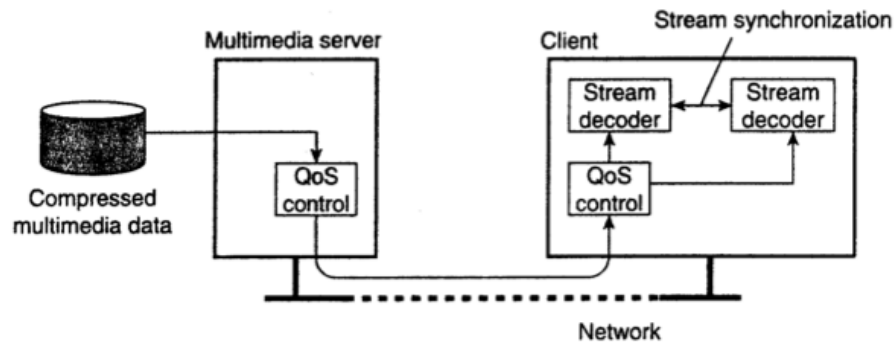 Stream synchronization
Multimedia server
Client
Stream
decoder
Stream
decoder
QoS
control
QoS
control
Compressed
multimedia data
Network